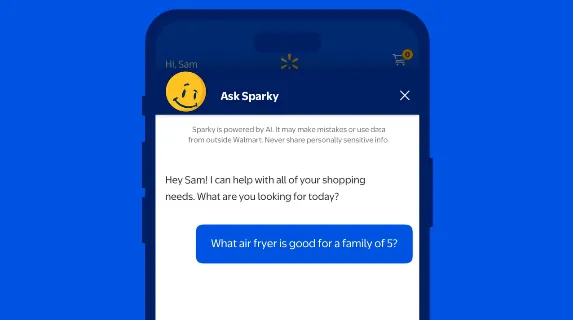 Hi, Sam
0
Ask Sparky
Sparky is powered by AI. It may make mistakes or use data
from outside Walmart. Never share personally sensitive info.
Hey Sam! I can help with all of your shopping
needs. What are you looking for today?
What air fryer is good for a family of 5?